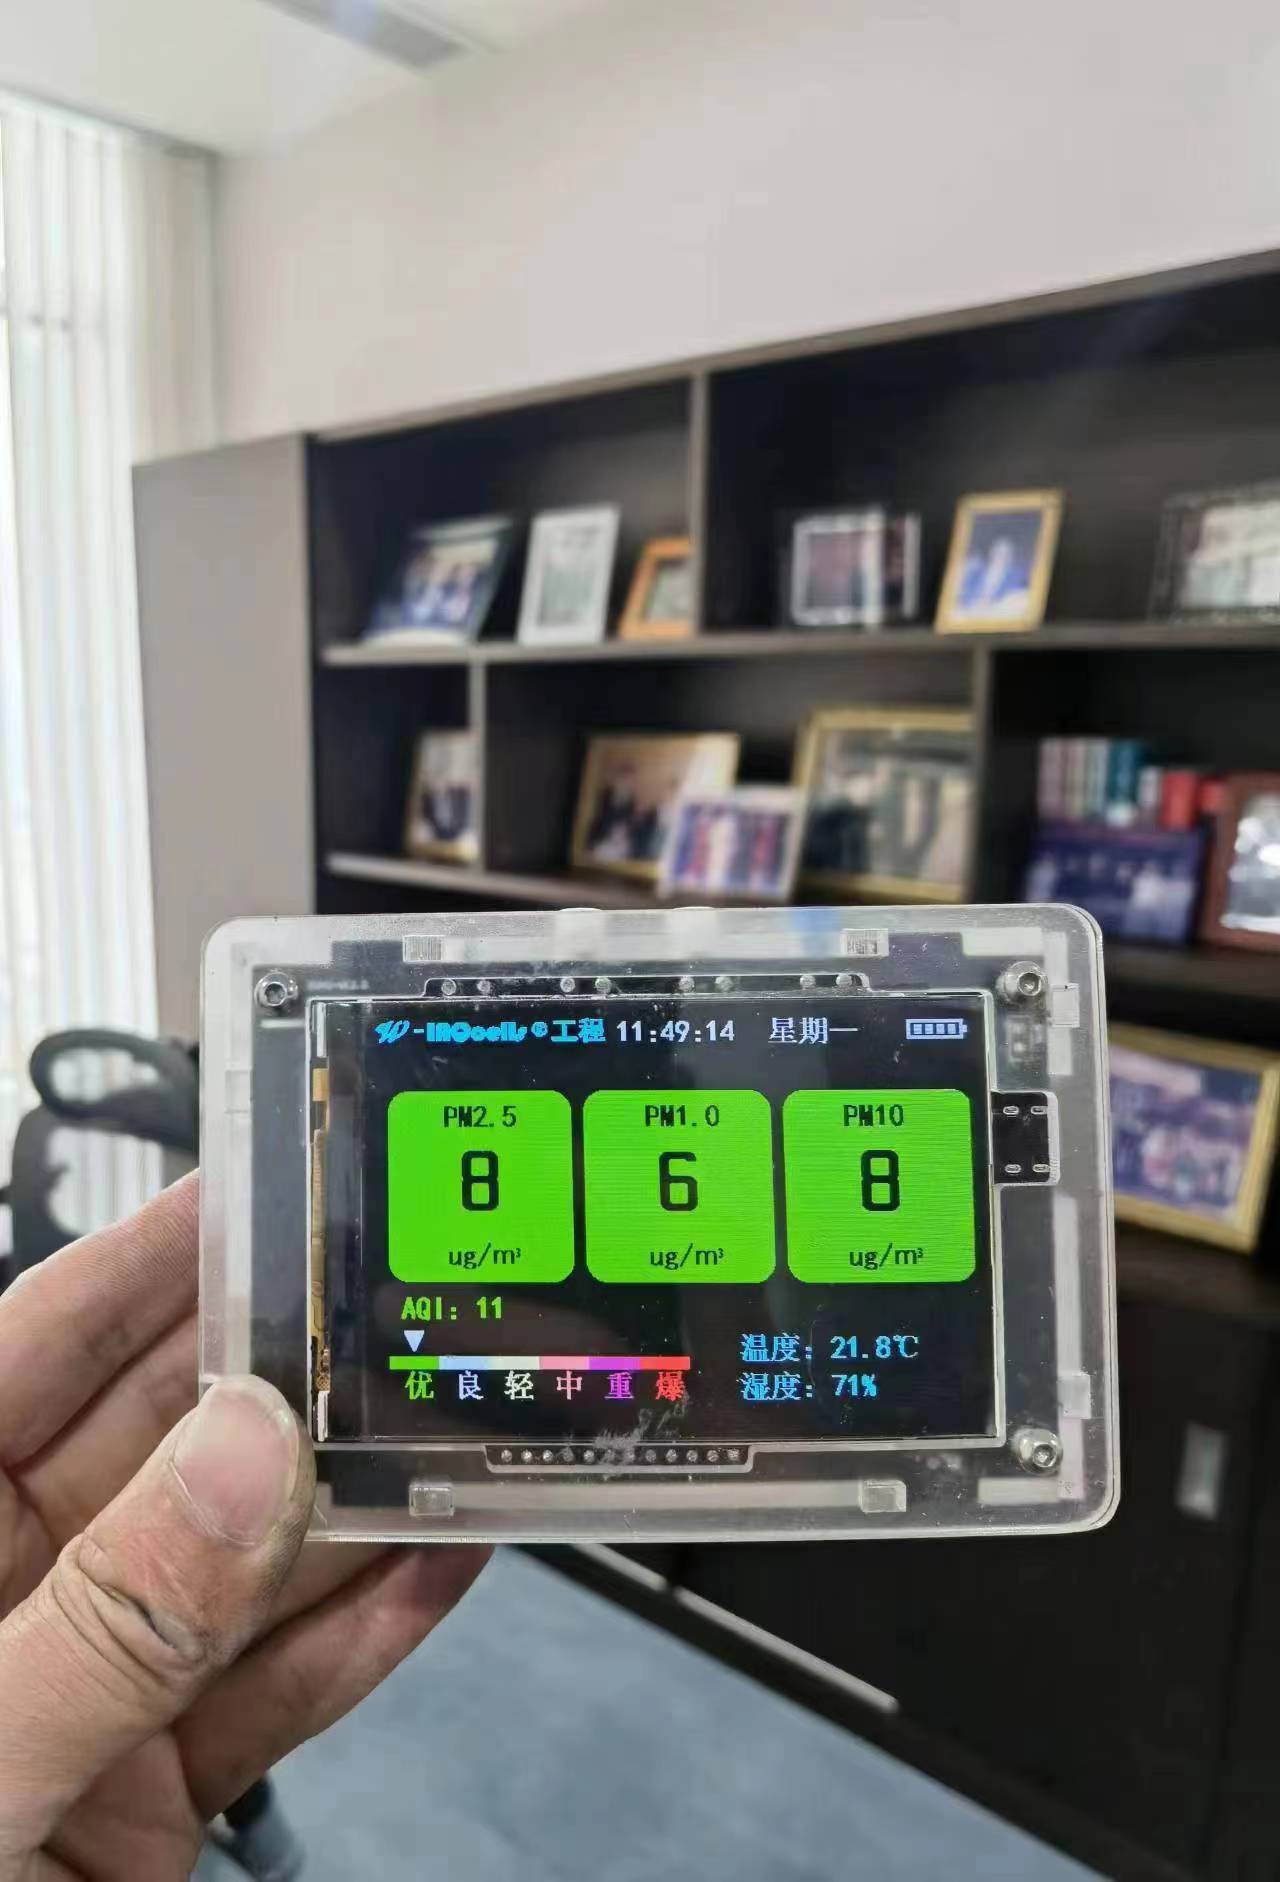 W-INOcells®工程 11:49:14 星期一
PM2.5 PM1.0 PM10
8 6 8
ug/m³ ug/m³ ug/m³
AQI: 11
优 良 轻 中 重 爆
温度: 21.8℃
湿度: 71%